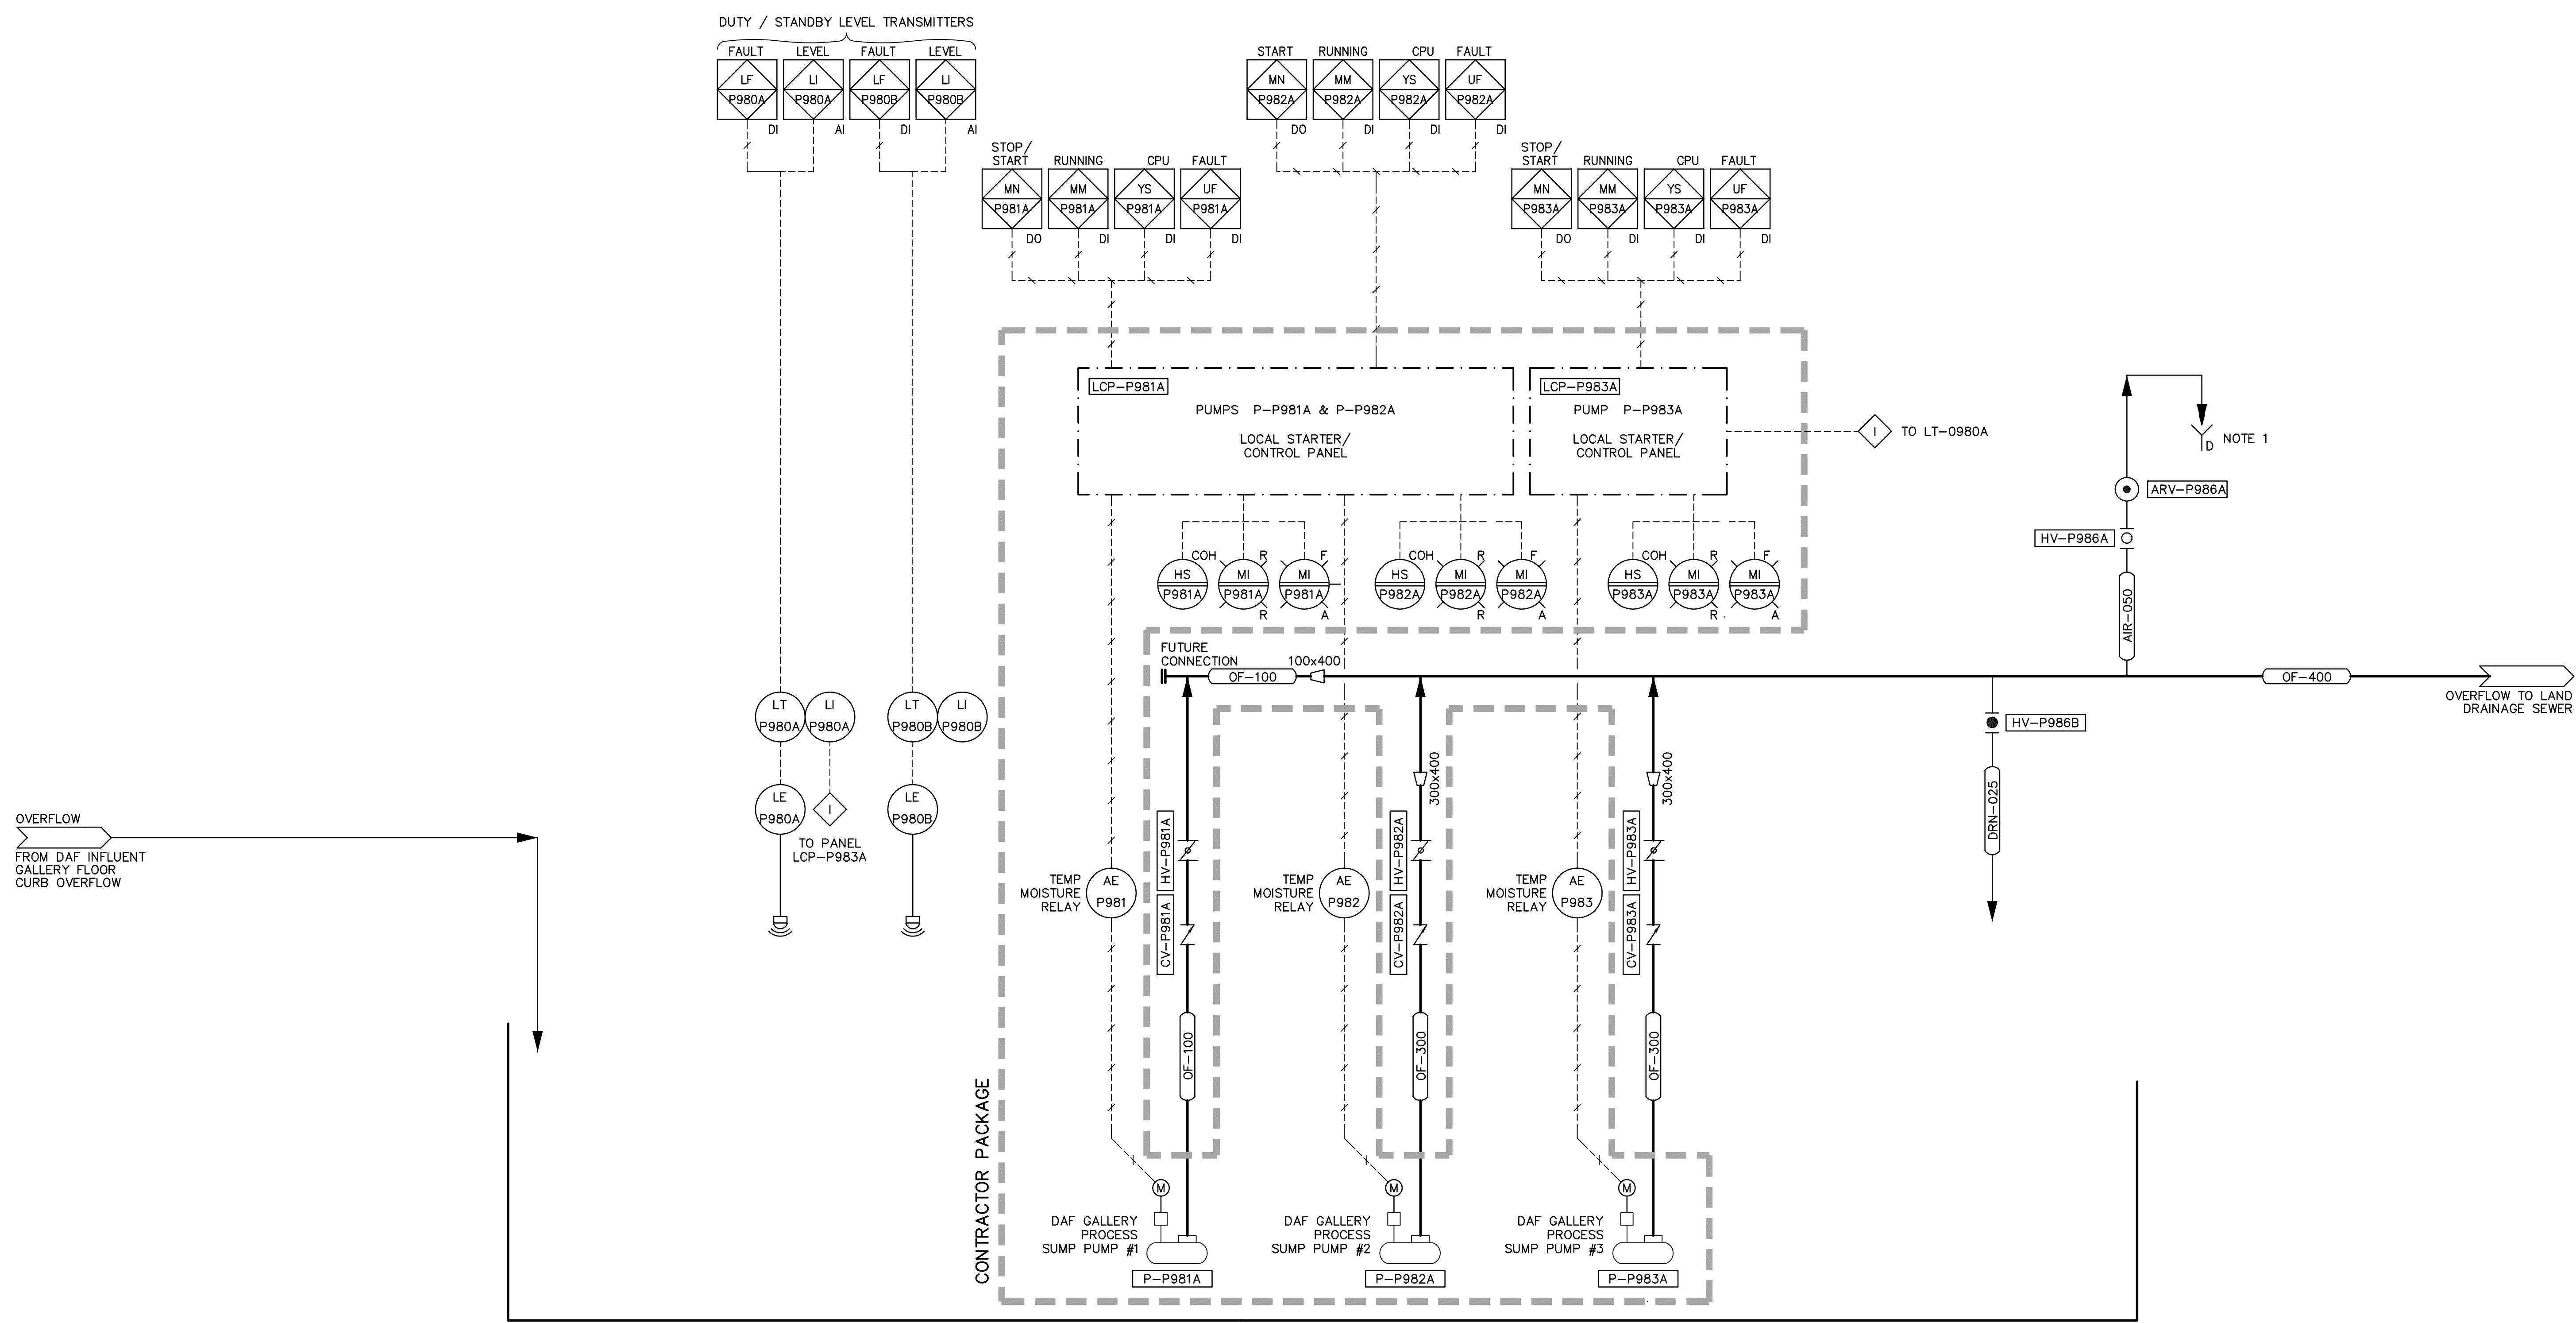 DUTY / STANDBY LEVEL TRANSMITTERS
FAULT LEVEL FAULT LEVEL
LF LI LF LI
P980A P980A P980B P980B
DI AI DI AI
START RUNNING CPU FAULT
MN MM YS UF
P982A P982A P982A P982A
DO DI DI DI
STOP/
START RUNNING CPU FAULT
MN MM YS UF
P981A P981A P981A P981A
DO DI DI DI
STOP/
START RUNNING CPU FAULT
MN MM YS UF
P983A P983A P983A P983A
DO DI DI DI
LCP-P981A
PUMPS P-P981A & P-P982A
LOCAL STARTER/
CONTROL PANEL
LCP-P983A
PUMP P-P983A
LOCAL STARTER/
CONTROL PANEL
I TO LT-0980A
D NOTE 1
ARV-P986A
HV-P986A
AIR-050
COH R F
HS MI MI
P981A P981A P981A
R A
COH R F
HS MI MI
P982A P982A P982A
R A
COH R F
HS MI MI
P983A P983A P983A
R A
FUTURE
CONNECTION
100x400
OF-100
OF-400
OVERFLOW TO LAND
DRAINAGE SEWER
HV-P986B
DRN-025
LT LI
P980A P980A
LT LI
P980B P980B
LE
P980A
I
TO PANEL
LCP-P983A
LE
P980B
OVERFLOW
FROM DAF INFLUENT
GALLERY FLOOR
CURB OVERFLOW
300x400
300x400
HV-P981A
HV-P982A
HV-P983A
TEMP
MOISTURE
RELAY
AE
P981
TEMP
MOISTURE
RELAY
AE
P982
TEMP
MOISTURE
RELAY
AE
P983
CV-P981A
CV-P982A
CV-P983A
OF-100
OF-300
OF-300
CONTRACTOR PACKAGE
M
DAF GALLERY
PROCESS
SUMP PUMP #1
P-P981A
M
DAF GALLERY
PROCESS
SUMP PUMP #2
P-P982A
M
DAF GALLERY
PROCESS
SUMP PUMP #3
P-P983A